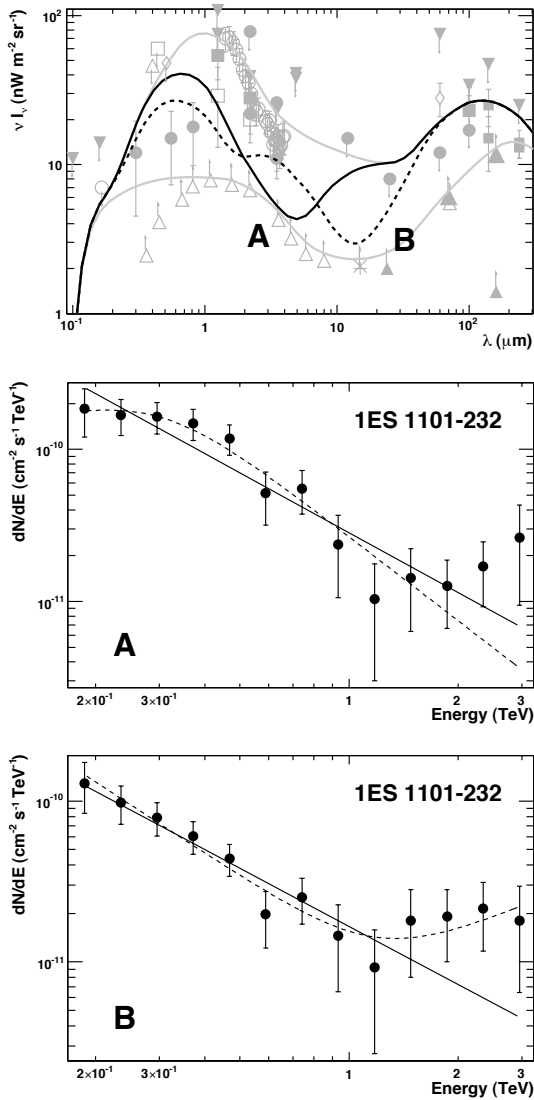 ν Iν (nW m⁻² sr⁻¹)
10²
10
1
A
B
10⁻¹
1
10
10²
λ (μm)
1ES 1101-232
dN/dE (cm⁻² s⁻¹ TeV⁻¹)
10⁻¹⁰
10⁻¹¹
A
2×10⁻¹
3×10⁻¹
1
2
3
Energy (TeV)
1ES 1101-232
dN/dE (cm⁻² s⁻¹ TeV⁻¹)
10⁻¹⁰
10⁻¹¹
B
2×10⁻¹
3×10⁻¹
1
2
3
Energy (TeV)